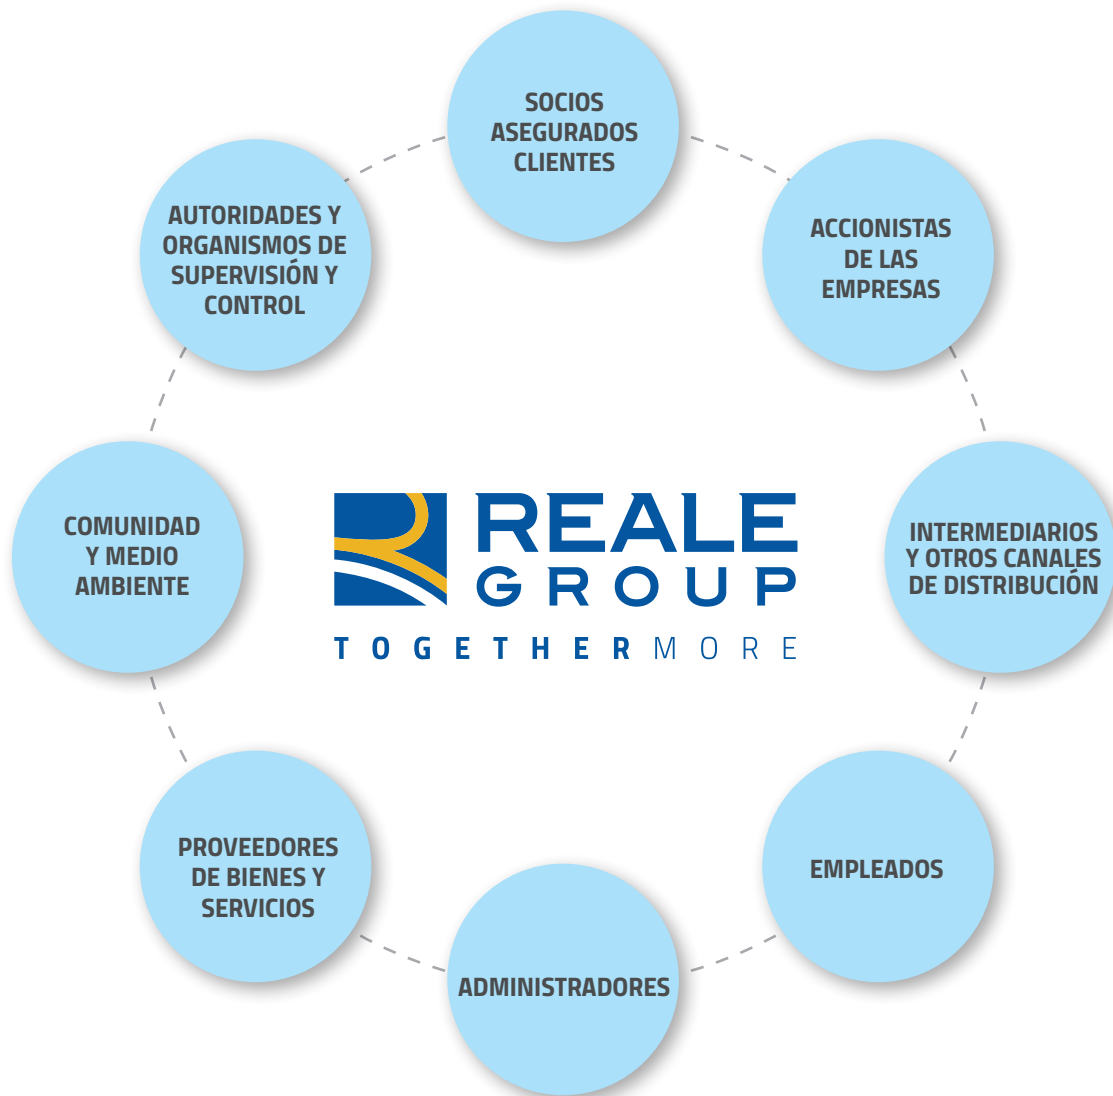 SOCIOS
ASEGURADOS
CLIENTES
ACCIONISTAS
DE LAS
EMPRESAS
INTERMEDIARIOS
Y OTROS CANALES
DE DISTRIBUCIÓN
EMPLEADOS
ADMINISTRADORES
PROVEEDORES
DE BIENES Y
SERVICIOS
COMUNIDAD
Y MEDIO
AMBIENTE
AUTORIDADES Y
ORGANISMOS DE
SUPERVISIÓN Y
CONTROL
REALE
GROUP
TOGETHERMORE